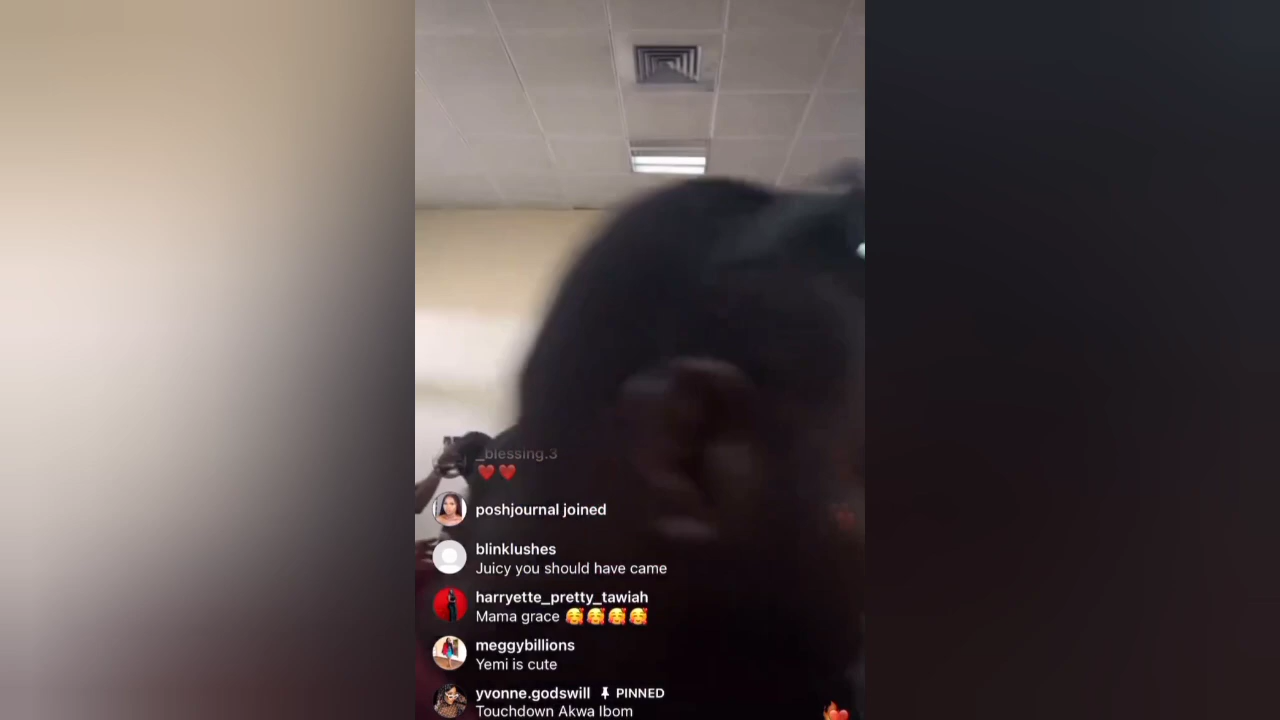 _blessing.3
❤️❤️
poshjournal joined
blinklushes
Juicy you should have came
harryette_pretty_tawiah
Mama grace 🥰🥰🥰🥰
meggybillions
Yemi is cute
yvonne.godswill 📌 PINNED
Touchdown Akwa Ibom